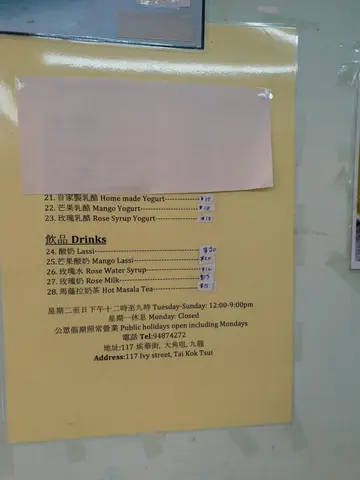 21. 自家製乳酪 Home made Yogurt---------------
22. 芒果乳酪 Mango Yogurt------------------- $18
23. 玫瑰乳酪 Rose Syrup Yogurt------------- $18
飲品 Drinks
24. 酸奶 Lassi------------------------------------ $20
25.芒果酸奶 Mango Lassi----------------------
26. 玫瑰水 Rose Water Syrup----------------- $16
27. 玫瑰奶 Rose Milk--------------------------
28. 馬薩拉奶茶 Hot Masala Tea-------------- $15
星期二至日下午十二時至九時 Tuesday-Sunday: 12:00-9:00pm
星期一休息 Monday: Closed
公眾假期照常營業 Public holidays open including Mondays
電話 Tel:94874272
地址:117 埃華街, 大角咀, 九龍
Address:117 Ivy street, Tai Kok Tsui